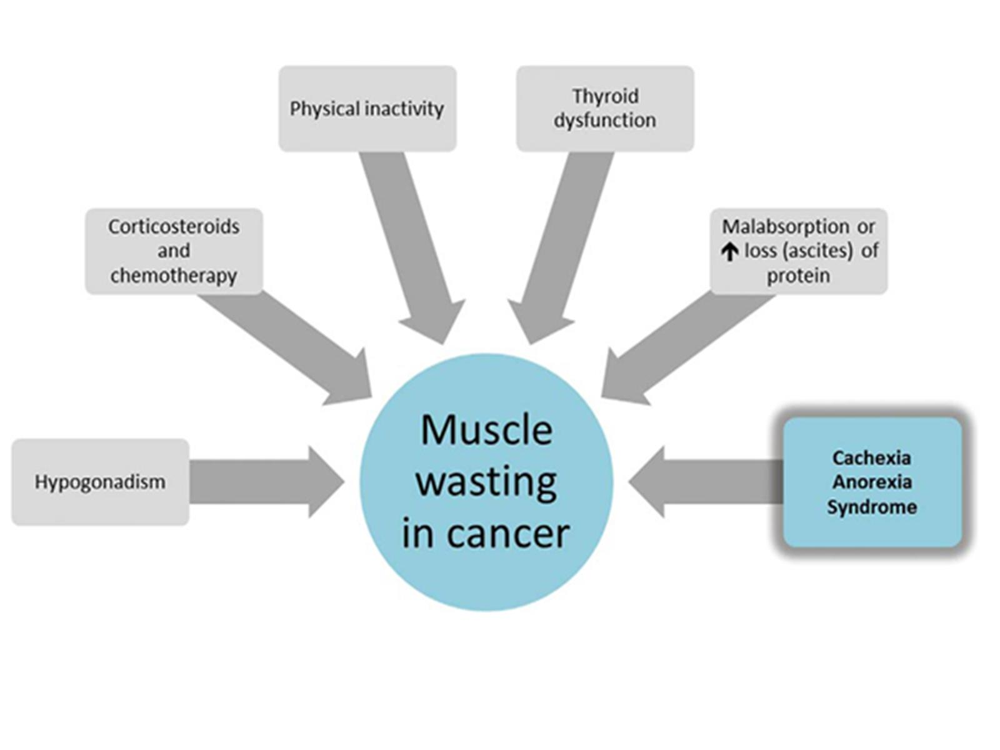 Physical inactivity
Thyroid
dysfunction
Corticosteroids
and
chemotherapy
Malabsorption or
↑ loss (ascites) of
protein
Hypogonadism
Muscle
wasting
in cancer
Cachexia
Anorexia
Syndrome